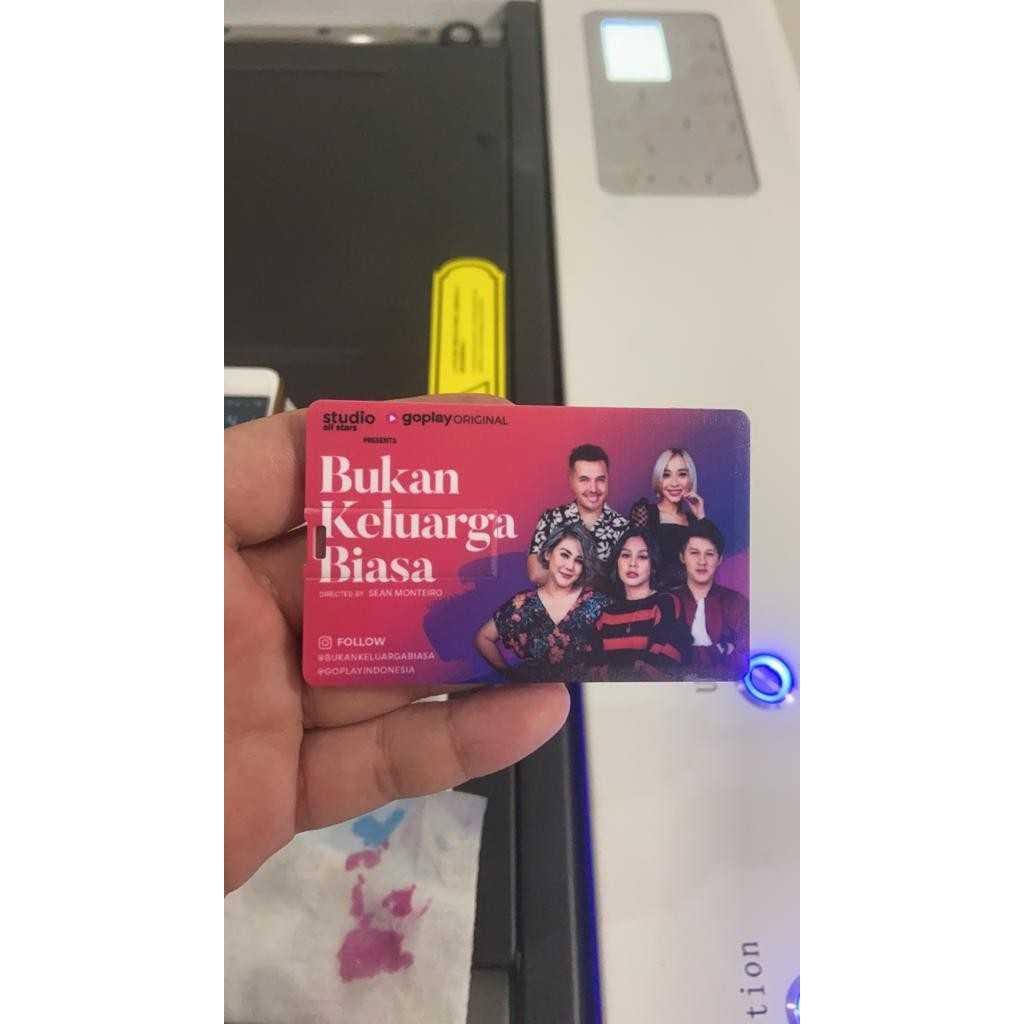 studio goplay ORIGINAL
all stars
PRESENTS
Bukan
Keluarga
Biasa
DIRECTED BY SEAN MONTEIRO
FOLLOW
@BUKANKELUARGABIASA
@GOPLAYINDONESIA
tion